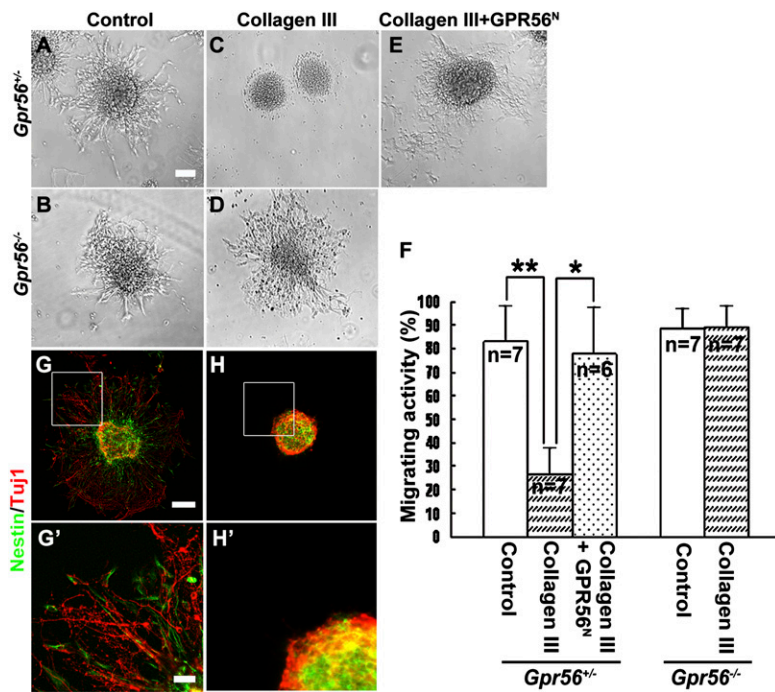 Control Collagen III Collagen III+GPR56ᴺ
Gpr56⁺/⁻
A
C
E
Gpr56⁻/⁻
B
D
Nestin/Tuj1
G
H
G'
H'
F
** *
Migrating activity (%)
100
90
80
70
60
50
40
30
20
10
0
n=7
n=7
n=6
n=7
n=7
Control
Collagen III
Collagen III
+ GPR56ᴺ
Control
Collagen III
Gpr56⁺/⁻ Gpr56⁻/⁻